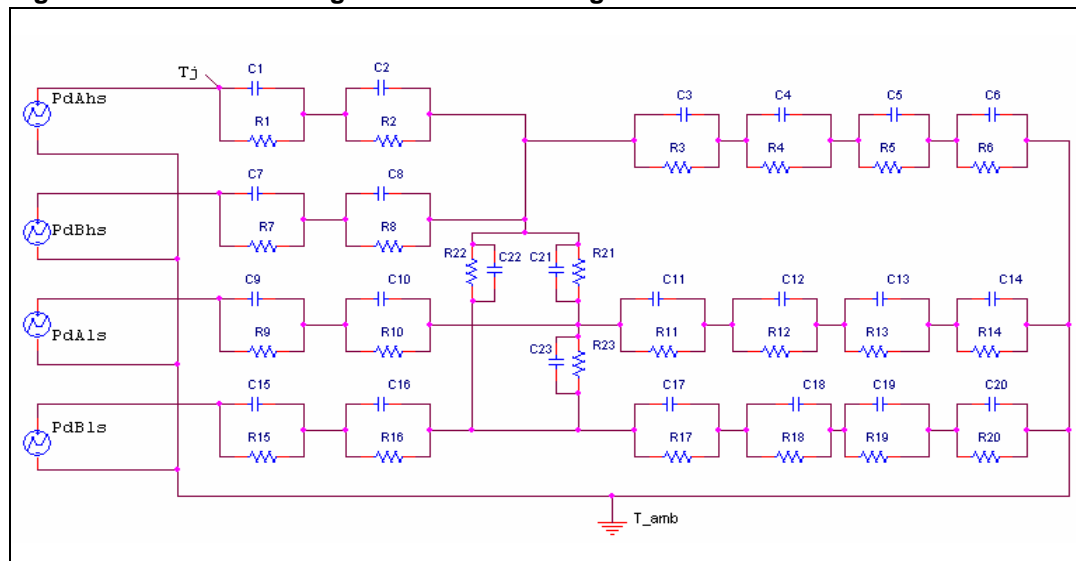 Tj
C1 C2
PdAhs
C3 C4 C5 C6
R1 R2
R3 R4 R5 R6
C7 C8
PdBhs
R7 R8
R22 C22 C21 R21
C9 C10 C11 C12 C13 C14
PdAls
R9 R10 R11 R12 R13 R14
C23 R23
C15 C16 C17 C18 C19 C20
PdBls
R15 R16 R17 R18 R19 R20
T_amb